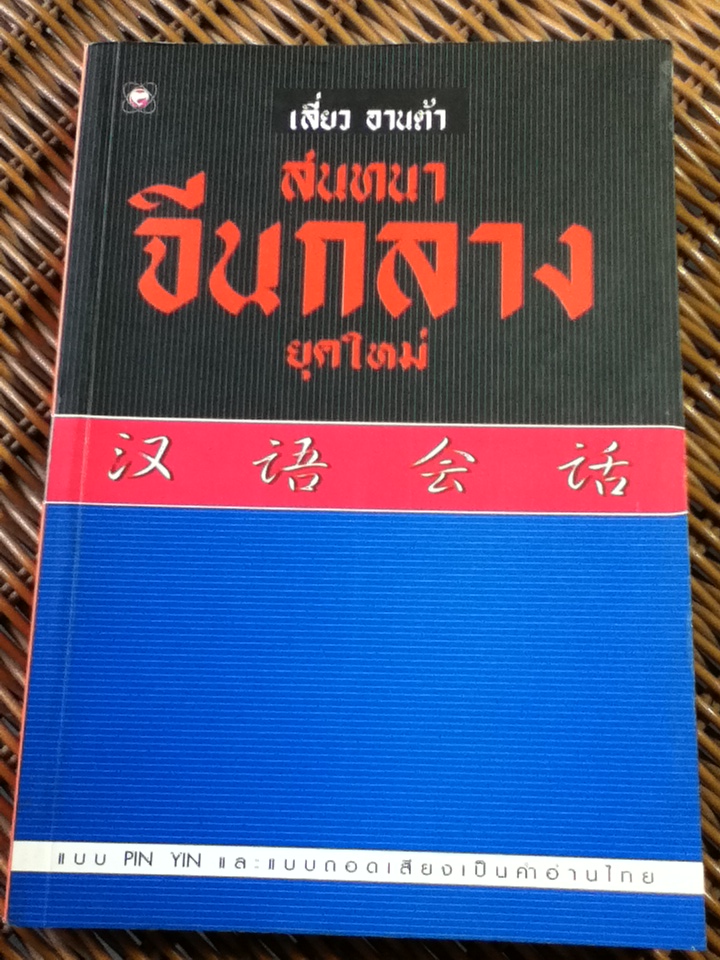 เสี่ยว จานต้า
สนทนา
จีนกลาง
ยุคใหม่
汉语会话
แบบ PIN YIN และแบบถอดเสียงเป็นคำอ่านไทย